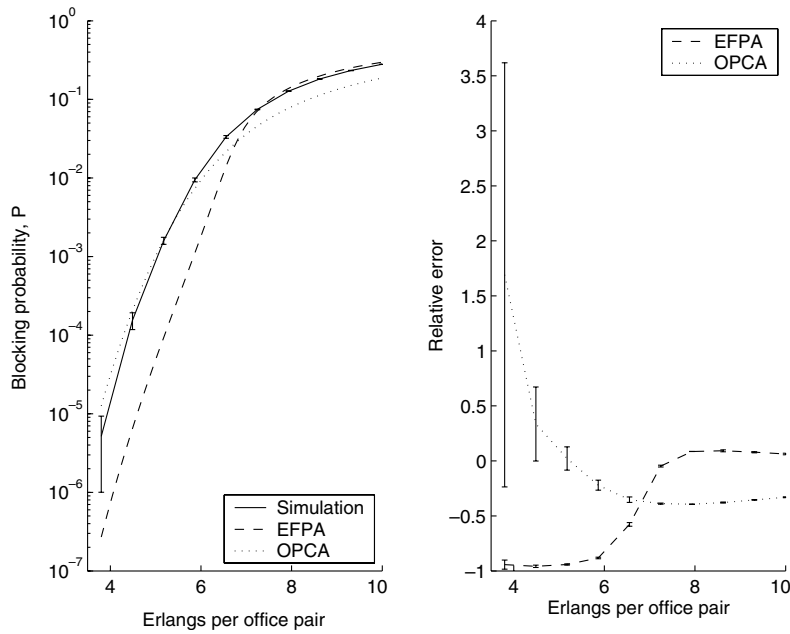 10^0
10^-1
10^-2
10^-3
10^-4
10^-5
10^-6
10^-7
Blocking probability, P
4 6 8 10
Erlangs per office pair
Simulation
EFPA
OPCA
4
3.5
3
2.5
2
1.5
1
0.5
0
−0.5
−1
Relative error
4 5 6 7 8 9 10
Erlangs per office pair
EFPA
OPCA